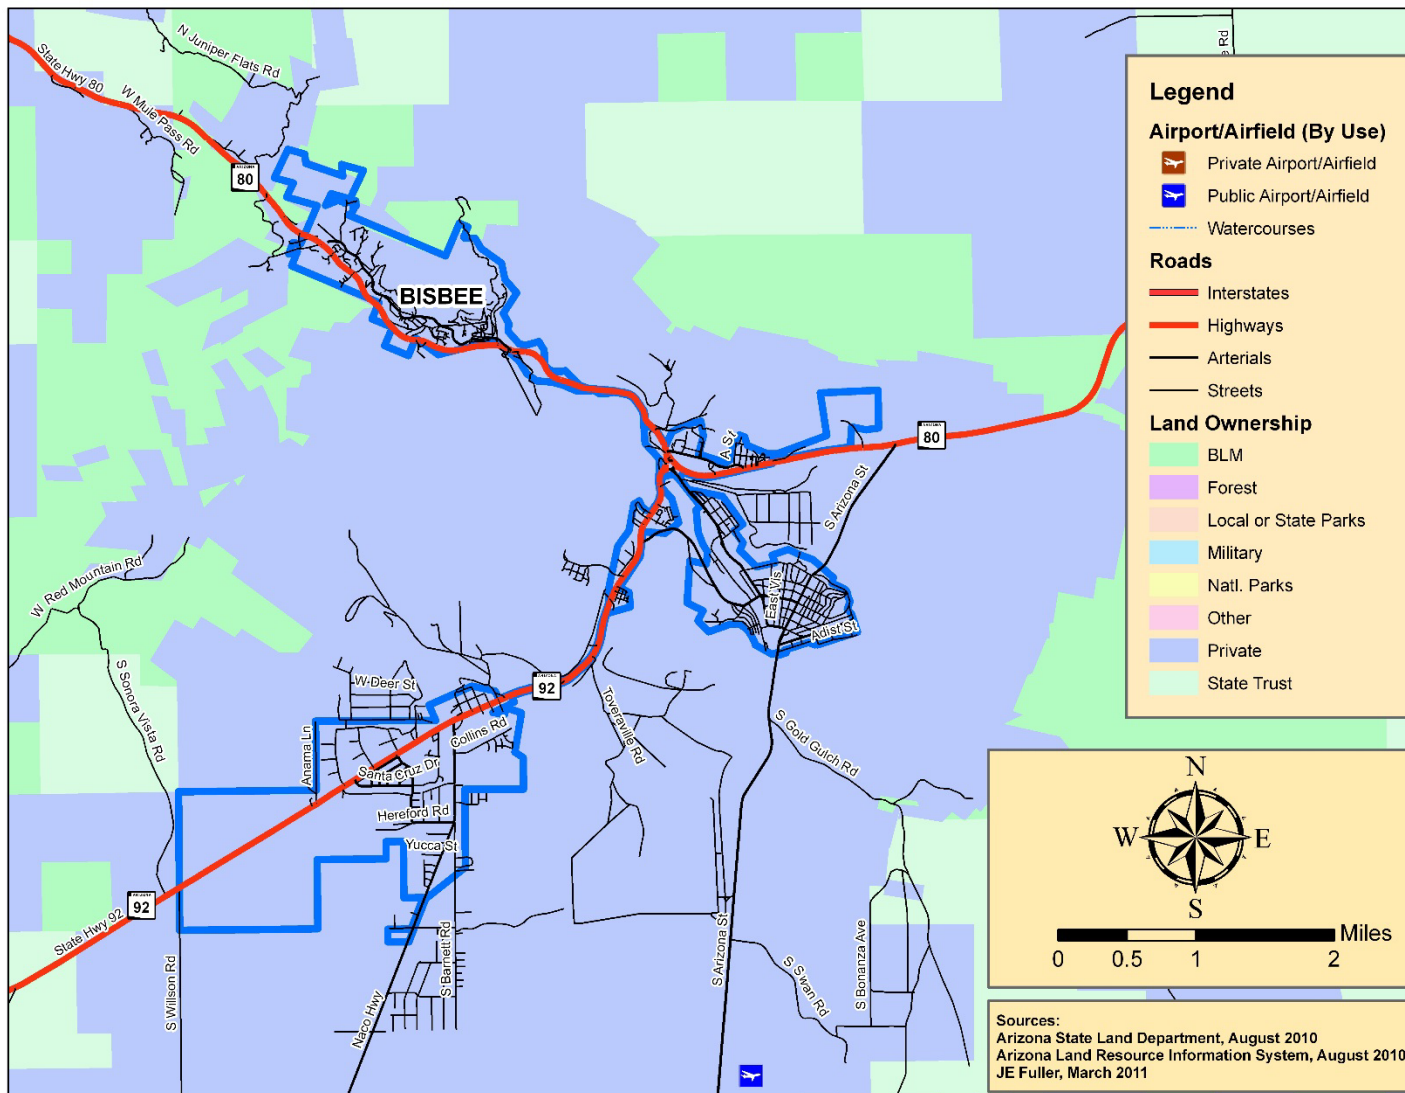 N Juniper Flats Rd
State Hwy 80
W Mule Pass Rd
ARIZONA
80
BISBEE
A St
ARIZONA
80
S Arizona St
East Vis
Adist St
W Red Mountain Rd
S Sonora Vista Rd
W Deer St
ARIZONA
92
Toveraville Rd
Collins Rd
Anama Ln
Santa Cruz Dr
S Gold Gulch Rd
Hereford Rd
Yucca St
ARIZONA
92
State Hwy 92
S Willson Rd
Naco Hwy
S Barnett Rd
S Arizona St
S Swan Rd
S Bonanza Ave
Rd
Legend
Airport/Airfield (By Use)
Private Airport/Airfield
Public Airport/Airfield
Watercourses
Roads
Interstates
Highways
Arterials
Streets
Land Ownership
BLM
Forest
Local or State Parks
Military
Natl. Parks
Other
Private
State Trust
N
W E
S
Miles
0 0.5 1 2
Sources:
Arizona State Land Department, August 2010
Arizona Land Resource Information System, August 2010
JE Fuller, March 2011